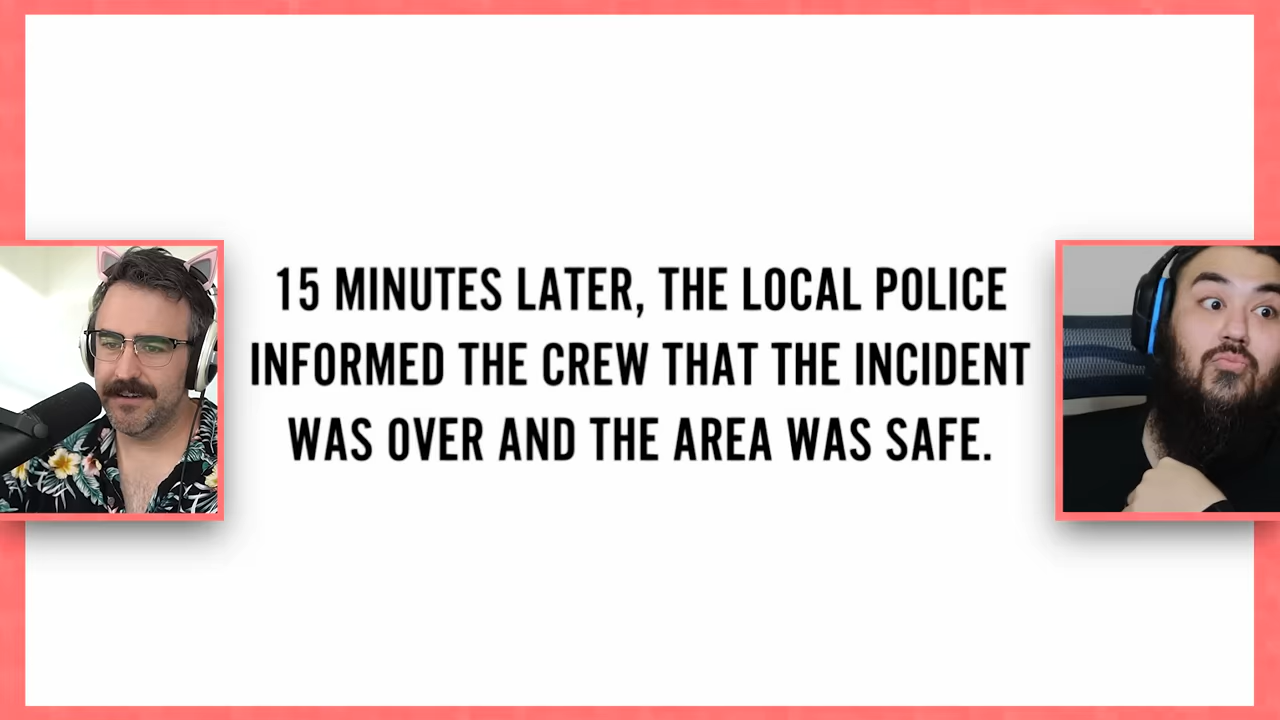 15 MINUTES LATER, THE LOCAL POLICE
INFORMED THE CREW THAT THE INCIDENT
WAS OVER AND THE AREA WAS SAFE.